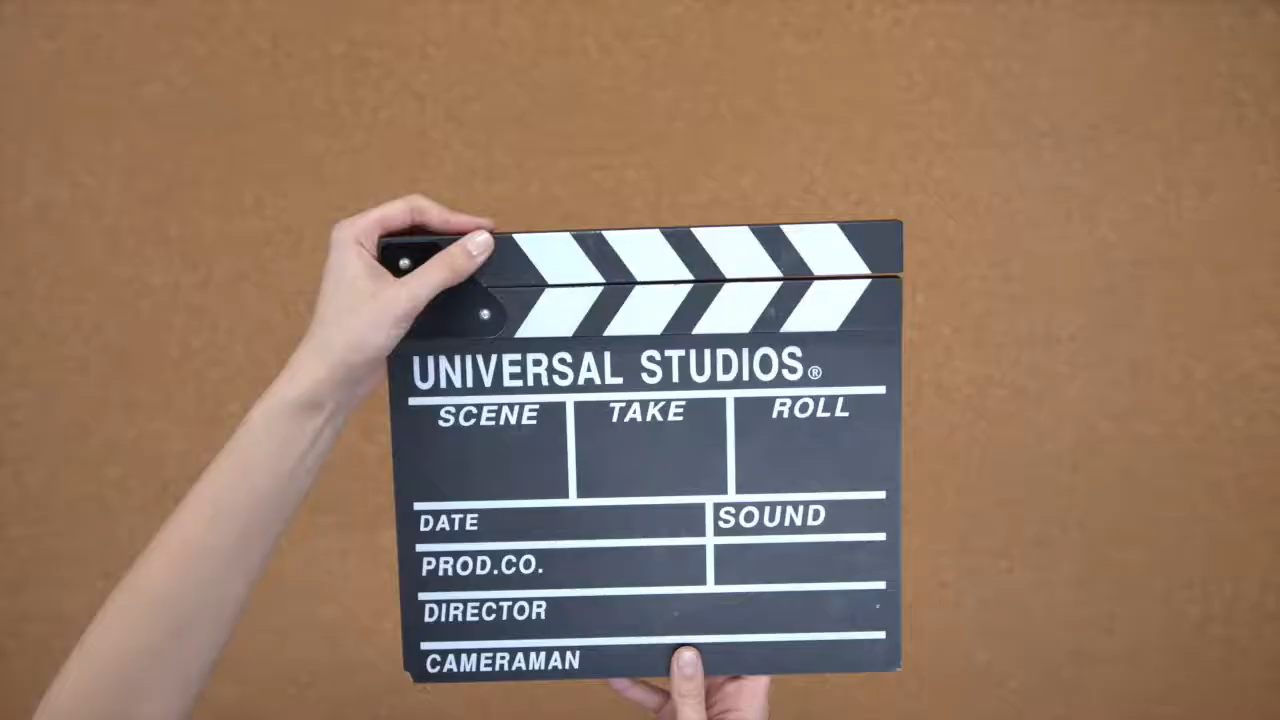 UNIVERSAL STUDIOS®
SCENE TAKE ROLL
DATE SOUND
PROD.CO.
DIRECTOR
CAMERAMAN